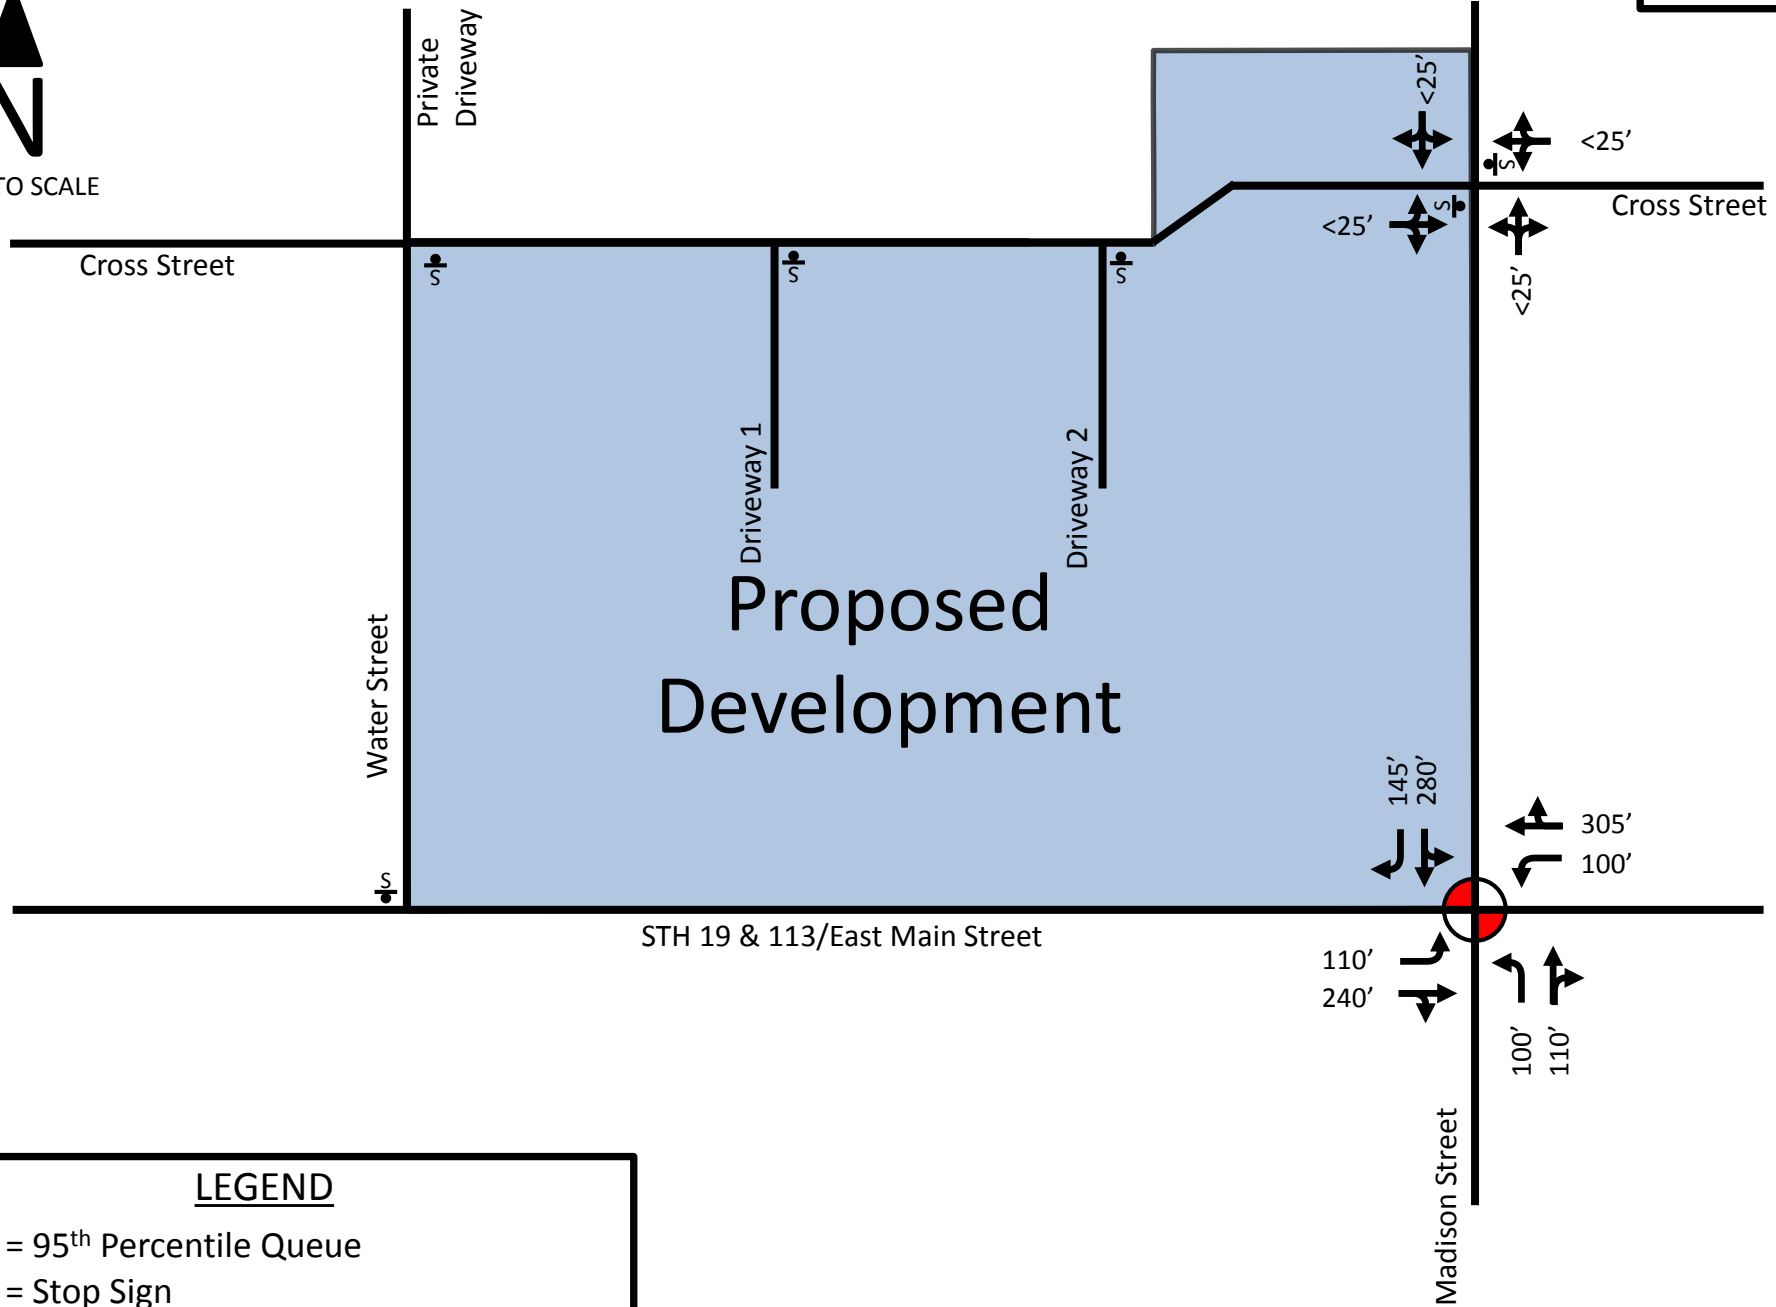 N
TO SCALE
Private
Driveway
<25’
<25’
S
Cross Street
S
<25’
<25’
Cross Street
S
S
S
Driveway 1
Driveway 2
Proposed
Development
Water Street
145’
280’
305’
100’
S
STH 19 & 113/East Main Street
110’
240’
100’
110’
Madison Street
LEGEND
= 95th Percentile Queue
= Stop Sign